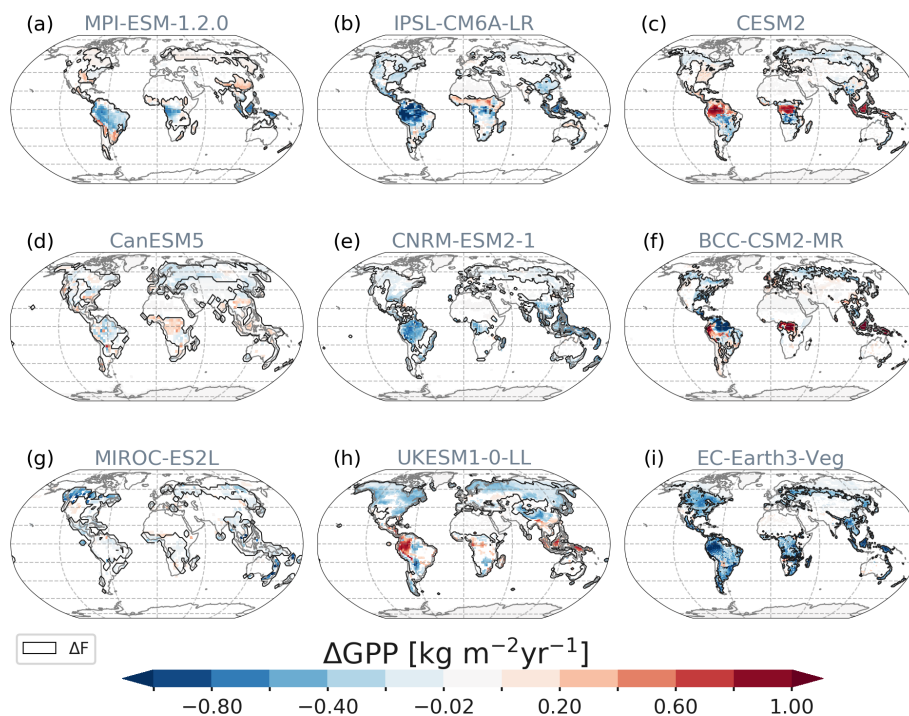 (a) MPI-ESM-1.2.0
(b) IPSL-CM6A-LR
(c) CESM2
(d) CanESM5
(e) CNRM-ESM2-1
(f) BCC-CSM2-MR
(g) MIROC-ES2L
(h) UKESM1-0-LL
(i) EC-Earth3-Veg
ΔF
ΔGPP [kg m⁻²yr⁻¹]
−0.80 −0.40 −0.02 0.20 0.60 1.00